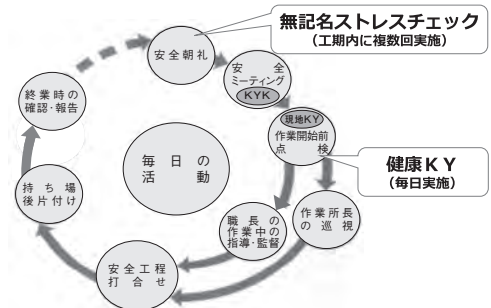 無記名ストレスチェック
(工期内に複数回実施)
安全朝礼
安全
ミーティング
KYK
現地KY
作業開始前
点検
健康KY
(毎日実施)
作業所長
の巡視
職長の
作業中の
指導・監督
安全工程
打合せ
持ち場
後片付け
終業時の
確認・報告
毎日の
活動